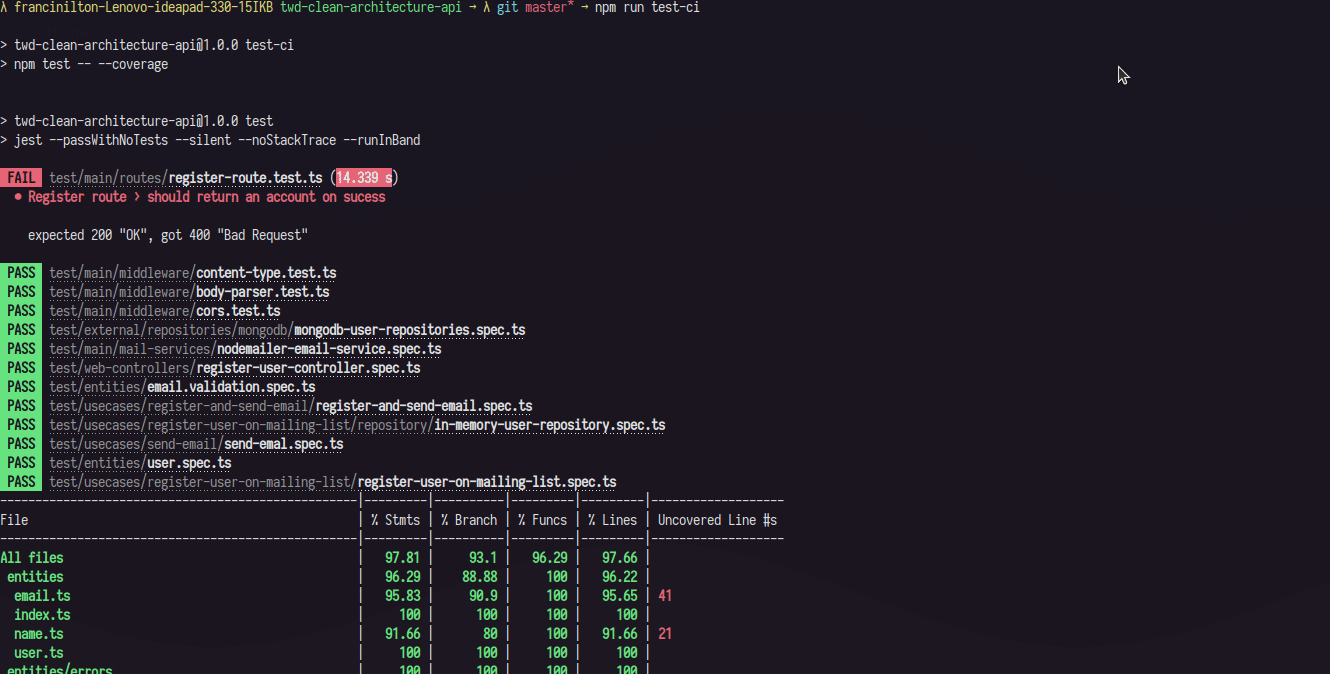 λ francinilton-Lenovo-ideapad-330-15IKB twd-clean-architecture-api → λ git master* → npm run test-ci
> twd-clean-architecture-api@1.0.0 test-ci
> npm test -- --coverage
> twd-clean-architecture-api@1.0.0 test
> jest --passWithNoTests --silent --noStackTrace --runInBand
FAIL test/main/routes/register-route.test.ts (14.339 s)
● Register route › should return an account on sucess
expected 200 "OK", got 400 "Bad Request"
PASS test/main/middleware/content-type.test.ts
PASS test/main/middleware/body-parser.test.ts
PASS test/main/middleware/cors.test.ts
PASS test/external/repositories/mongodb/mongodb-user-repositories.spec.ts
PASS test/main/mail-services/nodemailer-email-service.spec.ts
PASS test/web-controllers/register-user-controller.spec.ts
PASS test/entities/email.validation.spec.ts
PASS test/usecases/register-and-send-email/register-and-send-email.spec.ts
PASS test/usecases/register-user-on-mailing-list/repository/in-memory-user-repository.spec.ts
PASS test/usecases/send-email/send-emal.spec.ts
PASS test/entities/user.spec.ts
PASS test/usecases/register-user-on-mailing-list/register-user-on-mailing-list.spec.ts
---------------------------------------------------|---------|----------|---------|---------|-------------------
File | % Stmts | % Branch | % Funcs | % Lines | Uncovered Line #s
---------------------------------------------------|---------|----------|---------|---------|-------------------
All files | 97.81 | 93.1 | 96.29 | 97.66 |
entities | 96.29 | 88.88 | 100 | 96.22 |
email.ts | 95.83 | 90.9 | 100 | 95.65 | 41
index.ts | 100 | 100 | 100 | 100 |
name.ts | 91.66 | 80 | 100 | 91.66 | 21
user.ts | 100 | 100 | 100 | 100 |
entities/errors | 100 | 100 | 100 | 100 |